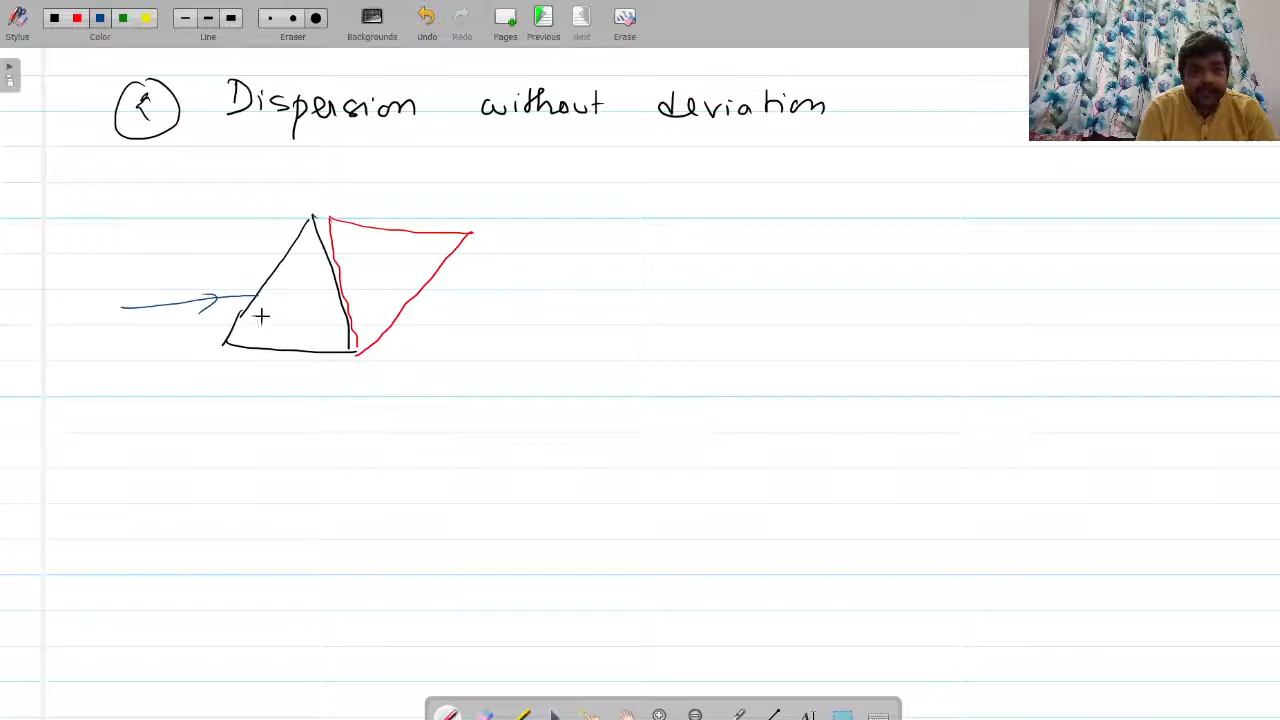 Stylus Color Line Eraser Backgrounds Undo Redo Pages Previous Next Erase
Dispersion without deviation